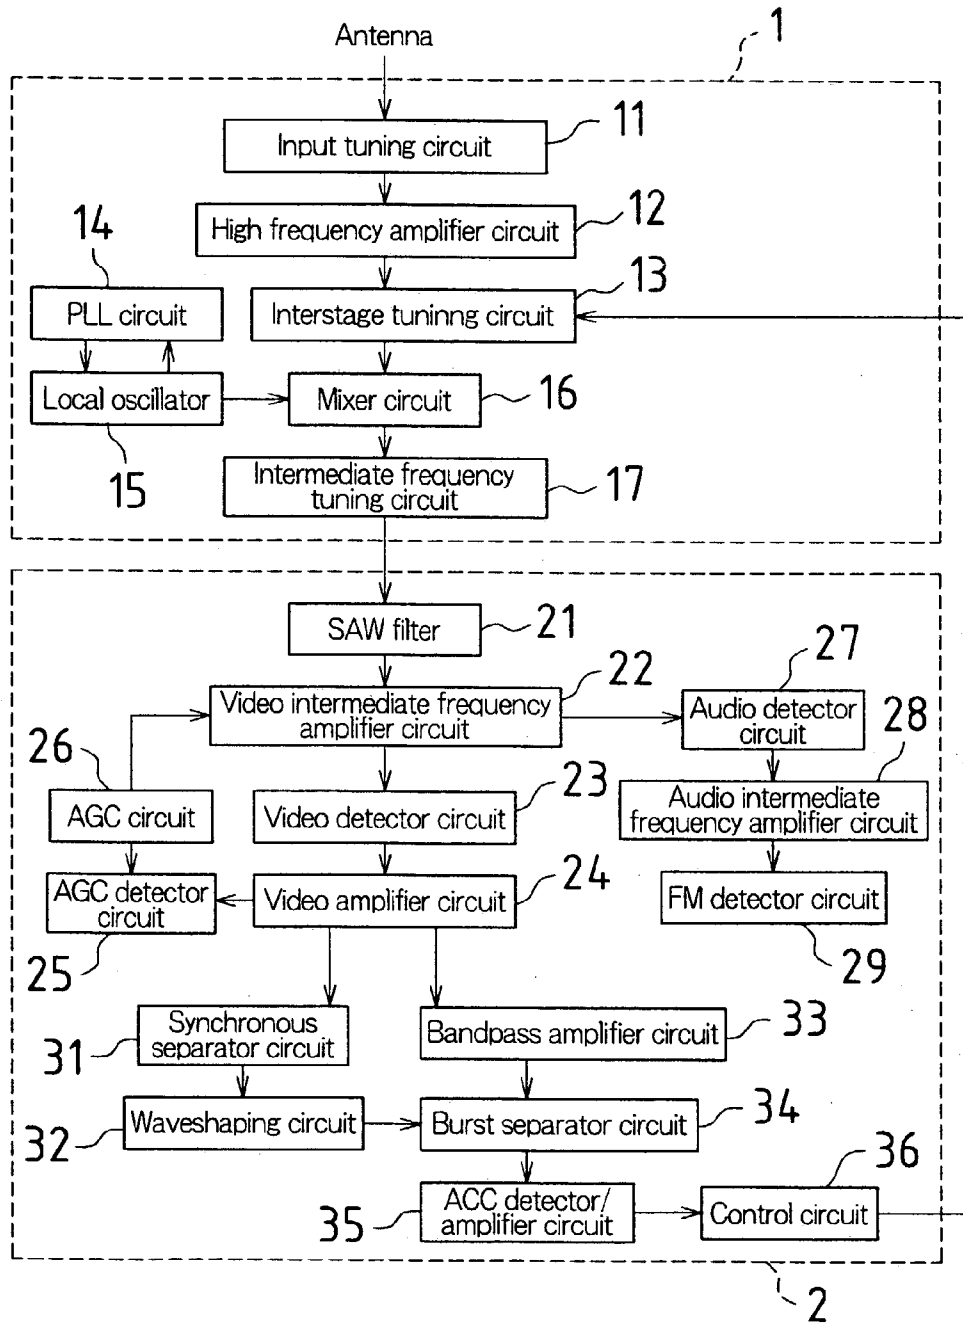 1
Antenna
11
Input tuning circuit
12
High frequency amplifier circuit
14
13
PLL circuit
Interstage tuninng circuit
Local oscillator
Mixer circuit
16
15
Intermediate frequency
tuning circuit
17
SAW filter
21
27
22
Video intermediate frequency
amplifier circuit
Audio detector
circuit
28
26
23
AGC circuit
Video detector circuit
Audio intermediate
frequency amplifier circuit
24
AGC detector
circuit
Video amplifier circuit
FM detector circuit
25
29
Synchronous
separator circuit
31
Bandpass amplifier circuit
33
Waveshaping circuit
32
Burst separator circuit
34
36
ACC detector/
amplifier circuit
35
Control circuit
2